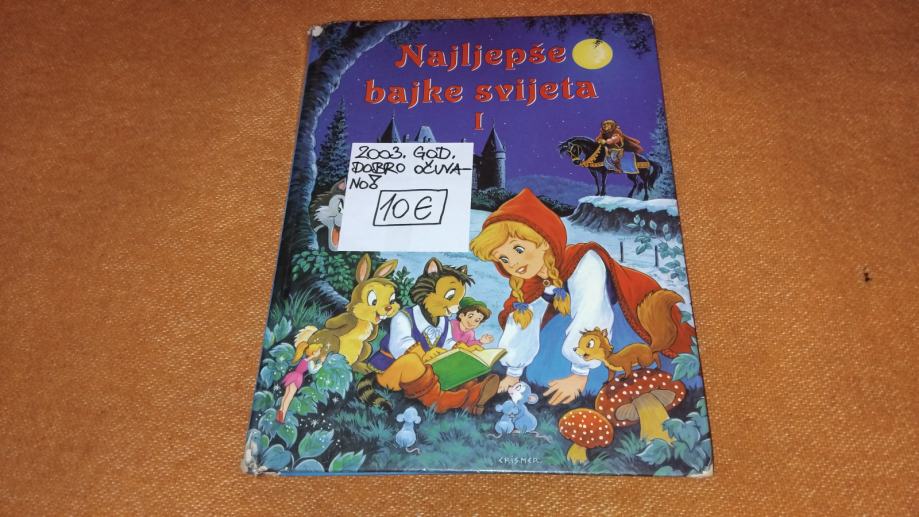 Najljepše
bajke svijeta
I
2003. GOD.
DOBRO OČUVA-
NO!
10€
CRISMER